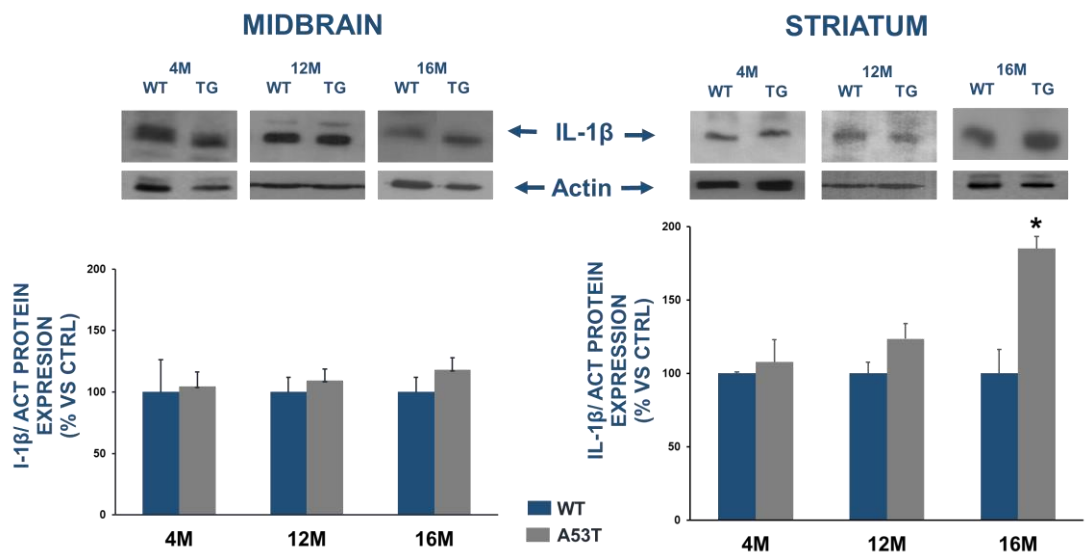 MIDBRAIN
4M 12M 16M
WT TG WT TG WT TG
STRIATUM
4M 12M 16M
WT TG WT TG WT TG
IL-1β
Actin
I-1β/ ACT PROTEIN
EXPRESION
(% VS CTRL)
200
150
100
50
0
4M 12M 16M
WT
A53T
IL-1β/ ACT PROTEIN
EXPRESSION
(% VS CTRL)
200
150
100
50
0
*
4M 12M 16M